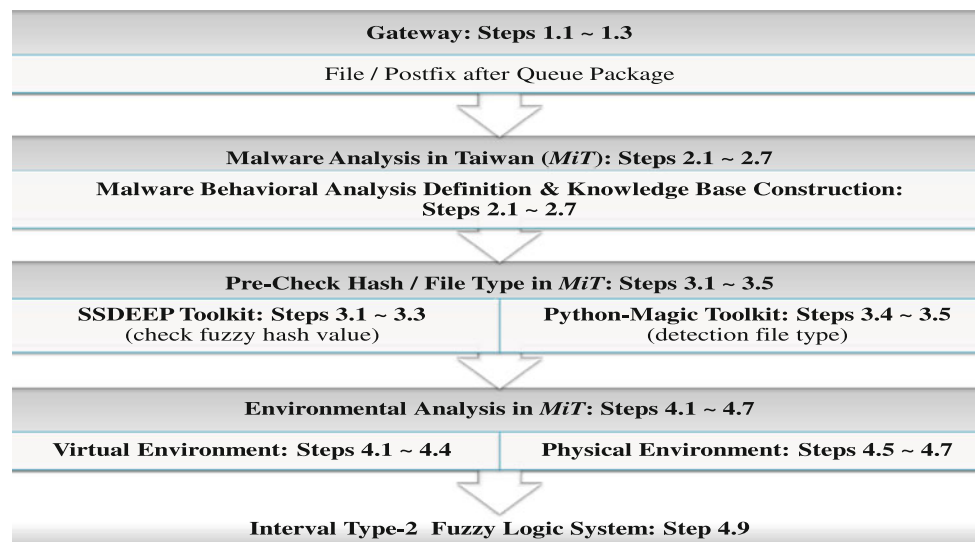 Gateway: Steps 1.1 ~ 1.3
File / Postfix after Queue Package
Malware Analysis in Taiwan (MiT): Steps 2.1 ~ 2.7
Malware Behavioral Analysis Definition & Knowledge Base Construction:
Steps 2.1 ~ 2.7
Pre-Check Hash / File Type in MiT: Steps 3.1 ~ 3.5
SSDEEP Toolkit: Steps 3.1 ~ 3.3
(check fuzzy hash value)
Python-Magic Toolkit: Steps 3.4 ~ 3.5
(detection file type)
Environmental Analysis in MiT: Steps 4.1 ~ 4.7
Virtual Environment: Steps 4.1 ~ 4.4
Physical Environment: Steps 4.5 ~ 4.7
Interval Type-2 Fuzzy Logic System: Step 4.9